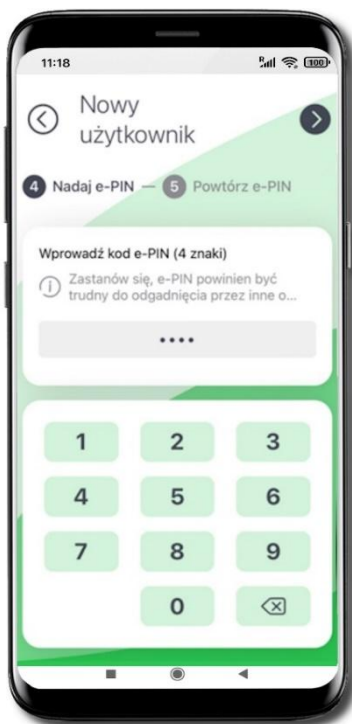 11:18
R
100
Nowy
użytkownik
4 Nadaj e-PIN — 5 Powtórz e-PIN
Wprowadź kod e-PIN (4 znaki)
Zastanów się, e-PIN powinien być
trudny do odgadnięcia przez inne o...
••••
1 2 3
4 5 6
7 8 9
0